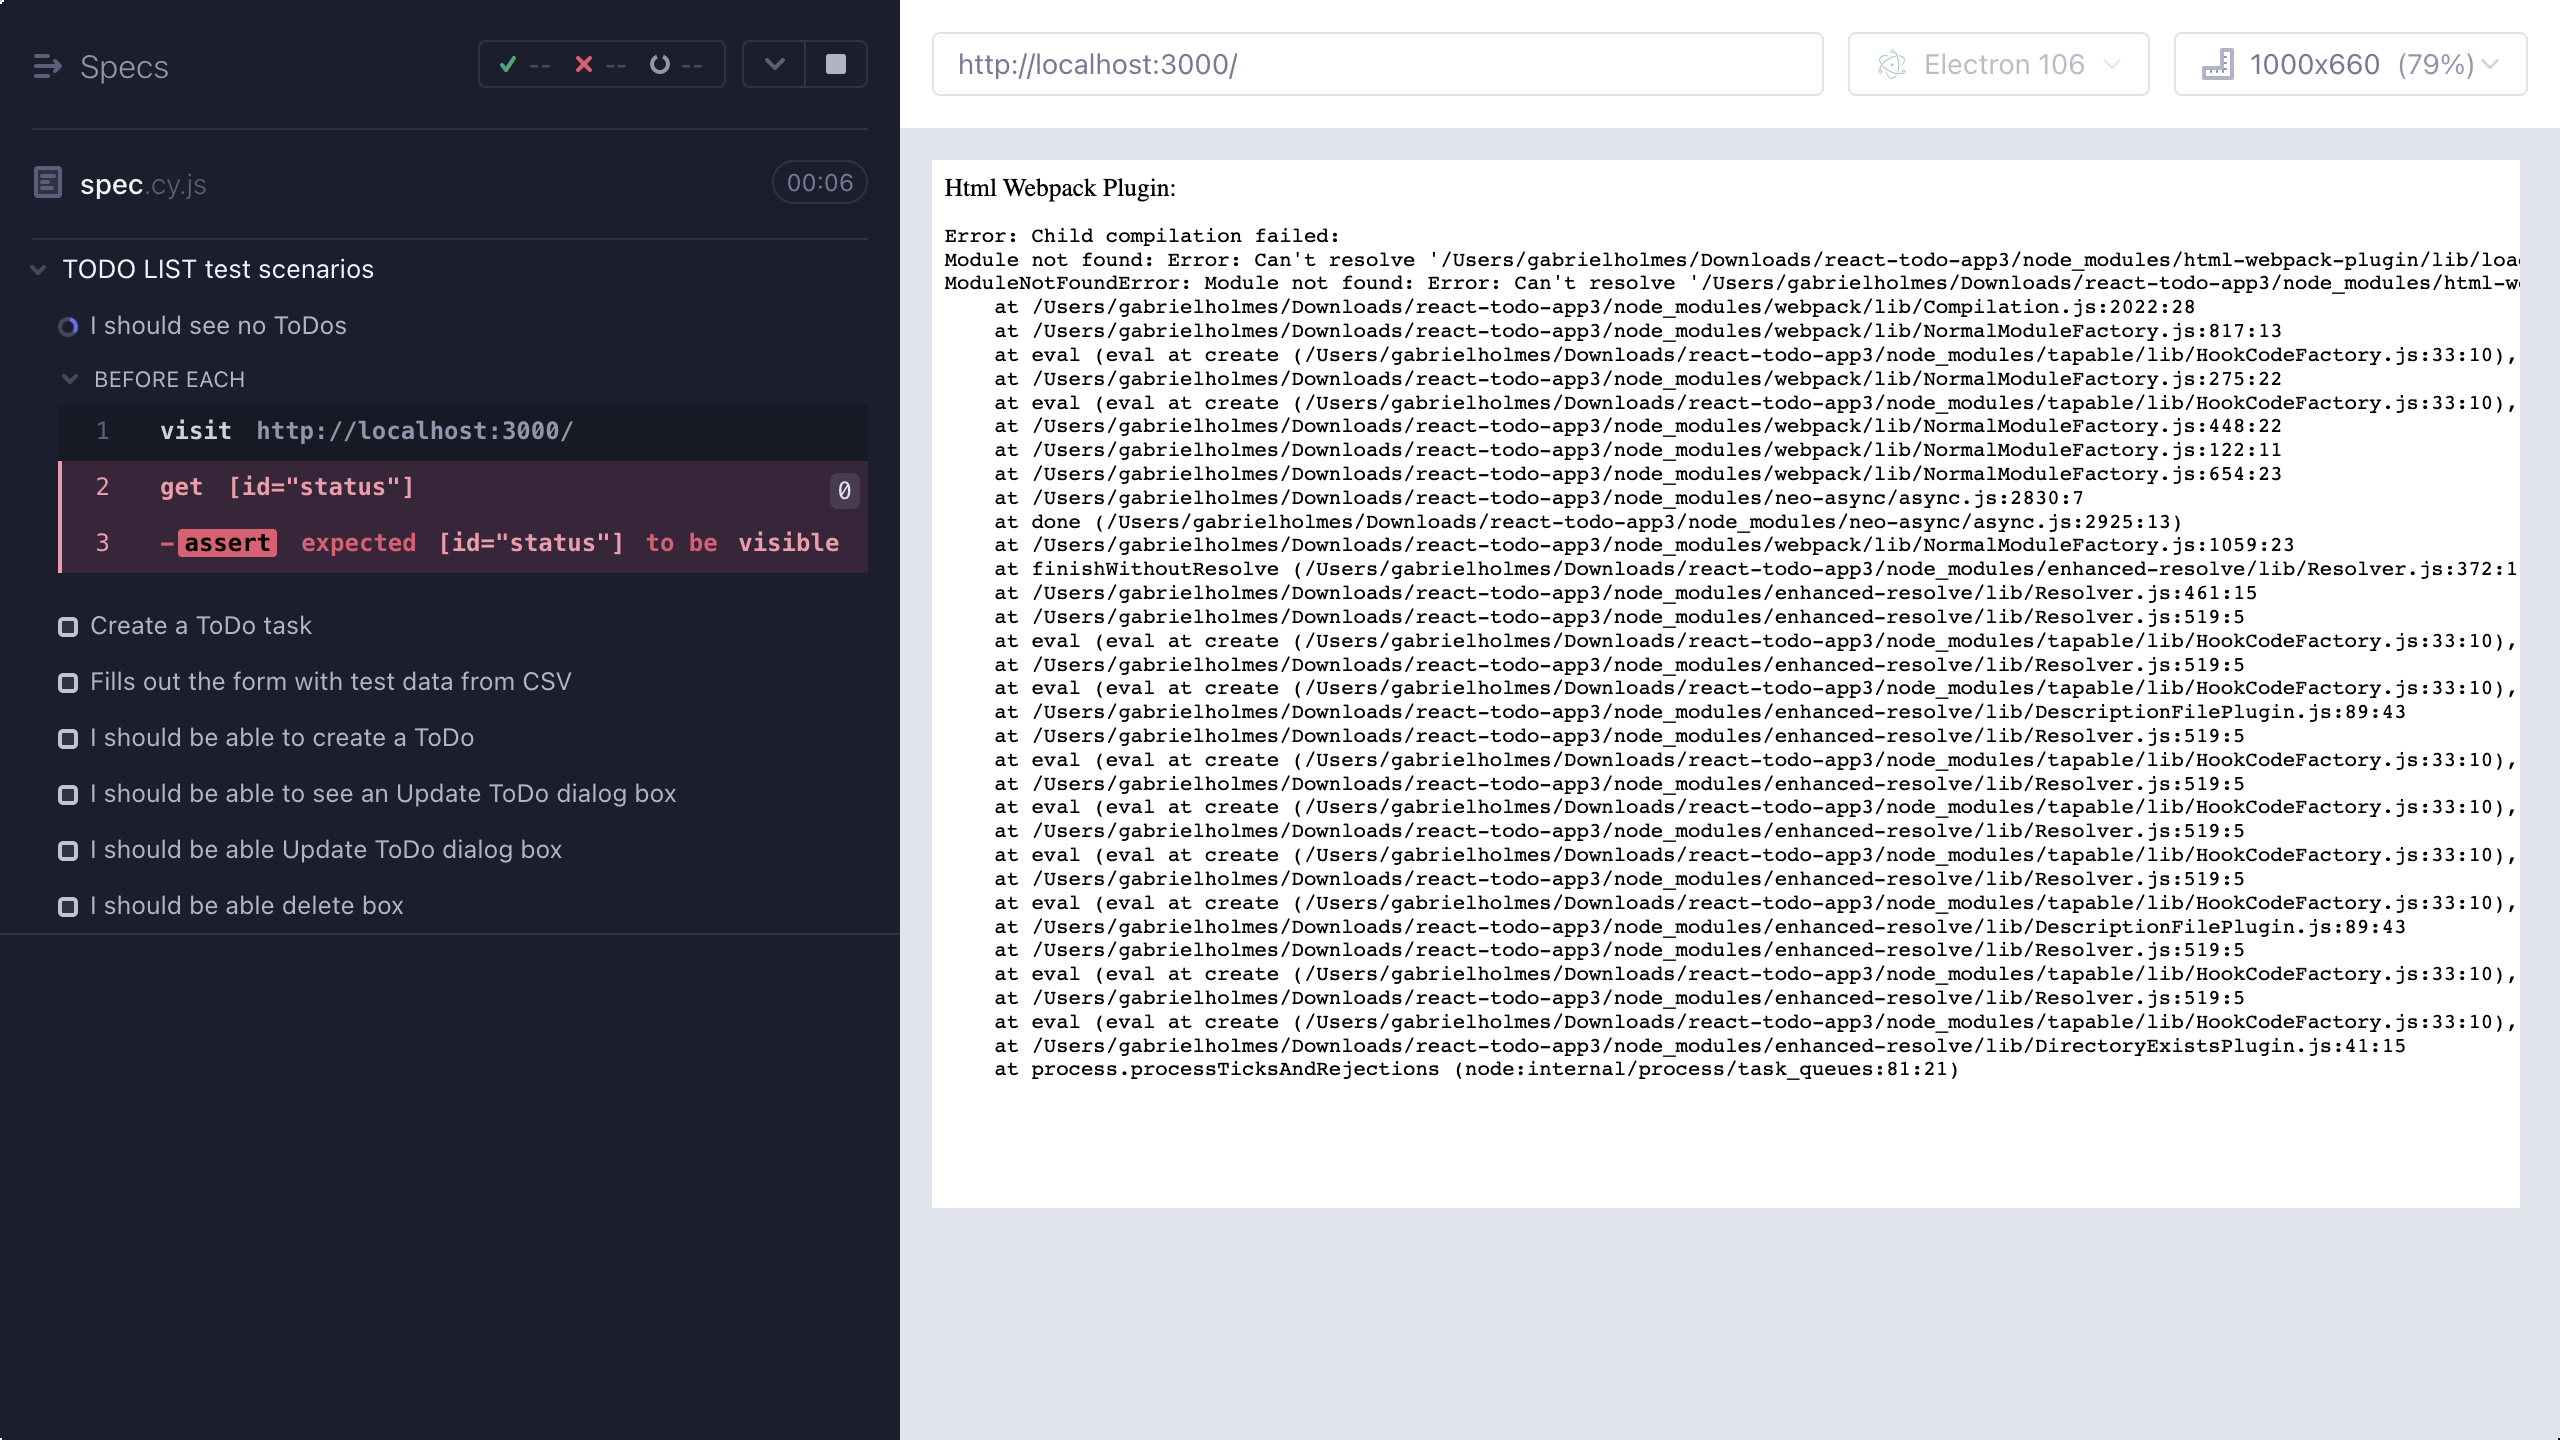 Specs
-- -- --
spec.cy.js
00:06
TODO LIST test scenarios
I should see no ToDos
BEFORE EACH
1 visit http://localhost:3000/
2 get [id="status"] 0
3 -assert expected [id="status"] to be visible
Create a ToDo task
Fills out the form with test data from CSV
I should be able to create a ToDo
I should be able to see an Update ToDo dialog box
I should be able Update ToDo dialog box
I should be able delete box
http://localhost:3000/
Electron 106
1000x660 (79%)
Html Webpack Plugin:
Error: Child compilation failed:
Module not found: Error: Can't resolve '/Users/gabrielholmes/Downloads/react-todo-app3/node_modules/html-webpack-plugin/lib/loa
ModuleNotFoundError: Module not found: Error: Can't resolve '/Users/gabrielholmes/Downloads/react-todo-app3/node_modules/html-w
at /Users/gabrielholmes/Downloads/react-todo-app3/node_modules/webpack/lib/Compilation.js:2022:28
at /Users/gabrielholmes/Downloads/react-todo-app3/node_modules/webpack/lib/NormalModuleFactory.js:817:13
at eval (eval at create (/Users/gabrielholmes/Downloads/react-todo-app3/node_modules/tapable/lib/HookCodeFactory.js:33:10),
at /Users/gabrielholmes/Downloads/react-todo-app3/node_modules/webpack/lib/NormalModuleFactory.js:275:22
at eval (eval at create (/Users/gabrielholmes/Downloads/react-todo-app3/node_modules/tapable/lib/HookCodeFactory.js:33:10),
at /Users/gabrielholmes/Downloads/react-todo-app3/node_modules/webpack/lib/NormalModuleFactory.js:448:22
at /Users/gabrielholmes/Downloads/react-todo-app3/node_modules/webpack/lib/NormalModuleFactory.js:122:11
at /Users/gabrielholmes/Downloads/react-todo-app3/node_modules/webpack/lib/NormalModuleFactory.js:654:23
at /Users/gabrielholmes/Downloads/react-todo-app3/node_modules/neo-async/async.js:2830:7
at done (/Users/gabrielholmes/Downloads/react-todo-app3/node_modules/neo-async/async.js:2925:13)
at /Users/gabrielholmes/Downloads/react-todo-app3/node_modules/webpack/lib/NormalModuleFactory.js:1059:23
at finishWithoutResolve (/Users/gabrielholmes/Downloads/react-todo-app3/node_modules/enhanced-resolve/lib/Resolver.js:372:1
at /Users/gabrielholmes/Downloads/react-todo-app3/node_modules/enhanced-resolve/lib/Resolver.js:461:15
at /Users/gabrielholmes/Downloads/react-todo-app3/node_modules/enhanced-resolve/lib/Resolver.js:519:5
at eval (eval at create (/Users/gabrielholmes/Downloads/react-todo-app3/node_modules/tapable/lib/HookCodeFactory.js:33:10),
at /Users/gabrielholmes/Downloads/react-todo-app3/node_modules/enhanced-resolve/lib/Resolver.js:519:5
at eval (eval at create (/Users/gabrielholmes/Downloads/react-todo-app3/node_modules/tapable/lib/HookCodeFactory.js:33:10),
at /Users/gabrielholmes/Downloads/react-todo-app3/node_modules/enhanced-resolve/lib/DescriptionFilePlugin.js:89:43
at /Users/gabrielholmes/Downloads/react-todo-app3/node_modules/enhanced-resolve/lib/Resolver.js:519:5
at eval (eval at create (/Users/gabrielholmes/Downloads/react-todo-app3/node_modules/tapable/lib/HookCodeFactory.js:33:10),
at /Users/gabrielholmes/Downloads/react-todo-app3/node_modules/enhanced-resolve/lib/Resolver.js:519:5
at eval (eval at create (/Users/gabrielholmes/Downloads/react-todo-app3/node_modules/tapable/lib/HookCodeFactory.js:33:10),
at /Users/gabrielholmes/Downloads/react-todo-app3/node_modules/enhanced-resolve/lib/Resolver.js:519:5
at eval (eval at create (/Users/gabrielholmes/Downloads/react-todo-app3/node_modules/tapable/lib/HookCodeFactory.js:33:10),
at /Users/gabrielholmes/Downloads/react-todo-app3/node_modules/enhanced-resolve/lib/Resolver.js:519:5
at eval (eval at create (/Users/gabrielholmes/Downloads/react-todo-app3/node_modules/tapable/lib/HookCodeFactory.js:33:10),
at /Users/gabrielholmes/Downloads/react-todo-app3/node_modules/enhanced-resolve/lib/DescriptionFilePlugin.js:89:43
at /Users/gabrielholmes/Downloads/react-todo-app3/node_modules/enhanced-resolve/lib/Resolver.js:519:5
at eval (eval at create (/Users/gabrielholmes/Downloads/react-todo-app3/node_modules/tapable/lib/HookCodeFactory.js:33:10),
at /Users/gabrielholmes/Downloads/react-todo-app3/node_modules/enhanced-resolve/lib/Resolver.js:519:5
at eval (eval at create (/Users/gabrielholmes/Downloads/react-todo-app3/node_modules/tapable/lib/HookCodeFactory.js:33:10),
at /Users/gabrielholmes/Downloads/react-todo-app3/node_modules/enhanced-resolve/lib/DirectoryExistsPlugin.js:41:15
at process.processTicksAndRejections (node:internal/process/task_queues:81:21)